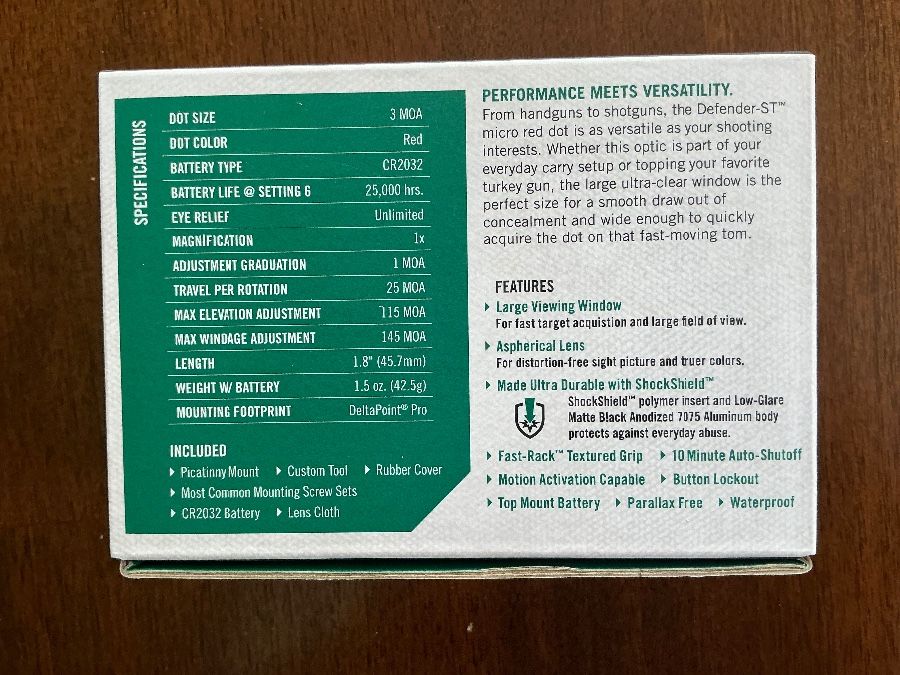 SPECIFICATIONS
DOT SIZE 3 MOA
DOT COLOR Red
BATTERY TYPE CR2032
BATTERY LIFE @ SETTING 6 25,000 hrs.
EYE RELIEF Unlimited
MAGNIFICATION 1x
ADJUSTMENT GRADUATION 1 MOA
TRAVEL PER ROTATION 25 MOA
MAX ELEVATION ADJUSTMENT 115 MOA
MAX WINDAGE ADJUSTMENT 145 MOA
LENGTH 1.8" (45.7mm)
WEIGHT W/ BATTERY 1.5 oz. (42.5g)
MOUNTING FOOTPRINT DeltaPoint® Pro
INCLUDED
Picatinny Mount Custom Tool Rubber Cover
Most Common Mounting Screw Sets
CR2032 Battery Lens Cloth
PERFORMANCE MEETS VERSATILITY.
From handguns to shotguns, the Defender-ST™
micro red dot is as versatile as your shooting
interests. Whether this optic is part of your
everyday carry setup or topping your favorite
turkey gun, the large ultra-clear window is the
perfect size for a smooth draw out of
concealment and wide enough to quickly
acquire the dot on that fast-moving tom.
FEATURES
Large Viewing Window
For fast target acquistion and large field of view.
Aspherical Lens
For distortion-free sight picture and truer colors.
Made Ultra Durable with ShockShield™
ShockShield™ polymer insert and Low-Glare
Matte Black Anodized 7075 Aluminum body
protects against everyday abuse.
Fast-Rack™ Textured Grip 10 Minute Auto-Shutoff
Motion Activation Capable Button Lockout
Top Mount Battery Parallax Free Waterproof